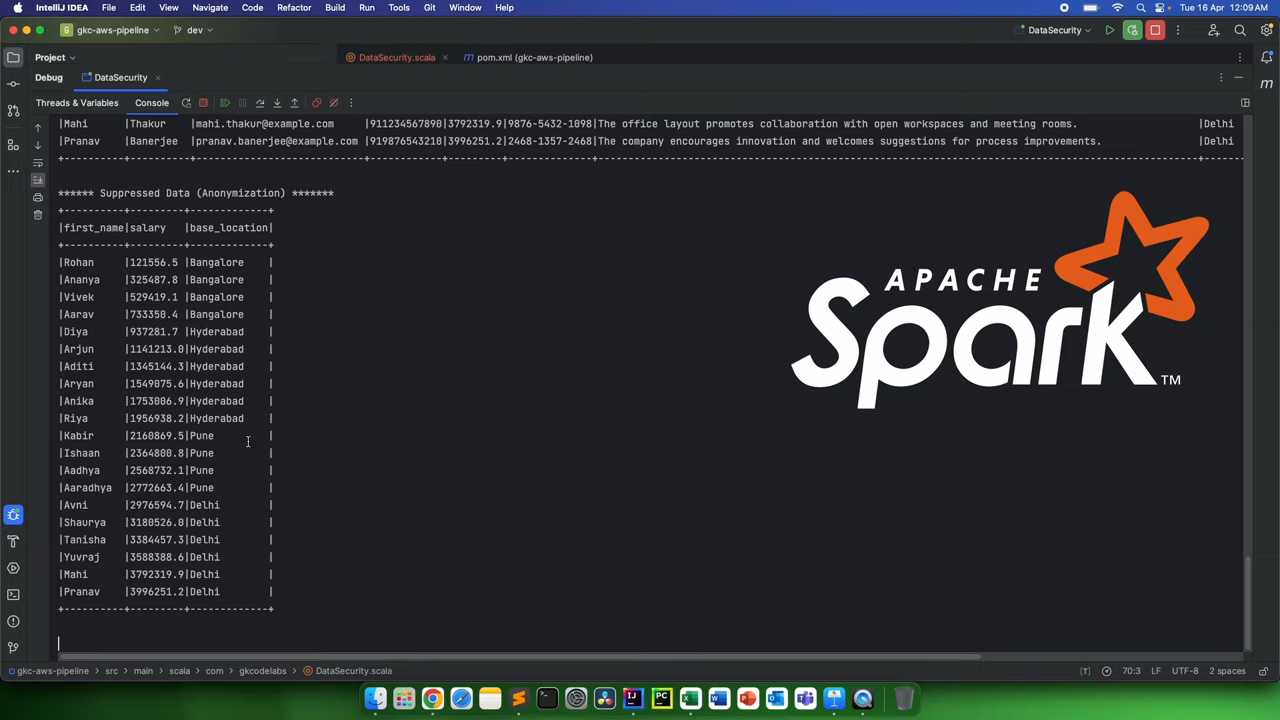 IntelliJ IDEA File Edit View Navigate Code Refactor Build Run Tools Git Window Help Tue 16 Apr 12:09 AM
gkc-aws-pipeline dev DataSecurity
Project DataSecurity.scala pom.xml (gkc-aws-pipeline)
Debug DataSecurity
Threads & Variables Console
|Mahi |Thakur |mahi.thakur@example.com |911234567890|3792319.9|9876-5432-1098|The office layout promotes collaboration with open workspaces and meeting rooms. |Delhi
|Pranav |Banerjee |pranav.banerjee@example.com |919876543210|3996251.2|2468-1357-2468|The company encourages innovation and welcomes suggestions for process improvements. |Delhi
****** Suppressed Data (Anonymization) *******
+----------+---------+-------------+
|first_name|salary |base_location|
+----------+---------+-------------+
|Rohan |121556.5 |Bangalore |
|Ananya |325487.8 |Bangalore |
|Vivek |529419.1 |Bangalore |
|Aarav |733350.4 |Bangalore |
|Diya |937281.7 |Hyderabad |
|Arjun |1141213.0|Hyderabad |
|Aditi |1345144.3|Hyderabad |
|Aryan |1549075.6|Hyderabad |
|Anika |1753006.9|Hyderabad |
|Riya |1956938.2|Hyderabad |
|Kabir |2160869.5|Pune |
|Ishaan |2364800.8|Pune |
|Aadhya |2568732.1|Pune |
|Aaradhya |2772663.4|Pune |
|Avni |2976594.7|Delhi |
|Shaurya |3180526.0|Delhi |
|Tanisha |3384457.3|Delhi |
|Yuvraj |3588388.6|Delhi |
|Mahi |3792319.9|Delhi |
|Pranav |3996251.2|Delhi |
+----------+---------+-------------+
APACHE
Spark TM
gkc-aws-pipeline > src > main > scala > com > gkcodelabs > DataSecurity.scala 70:3 LF UTF-8 2 spaces